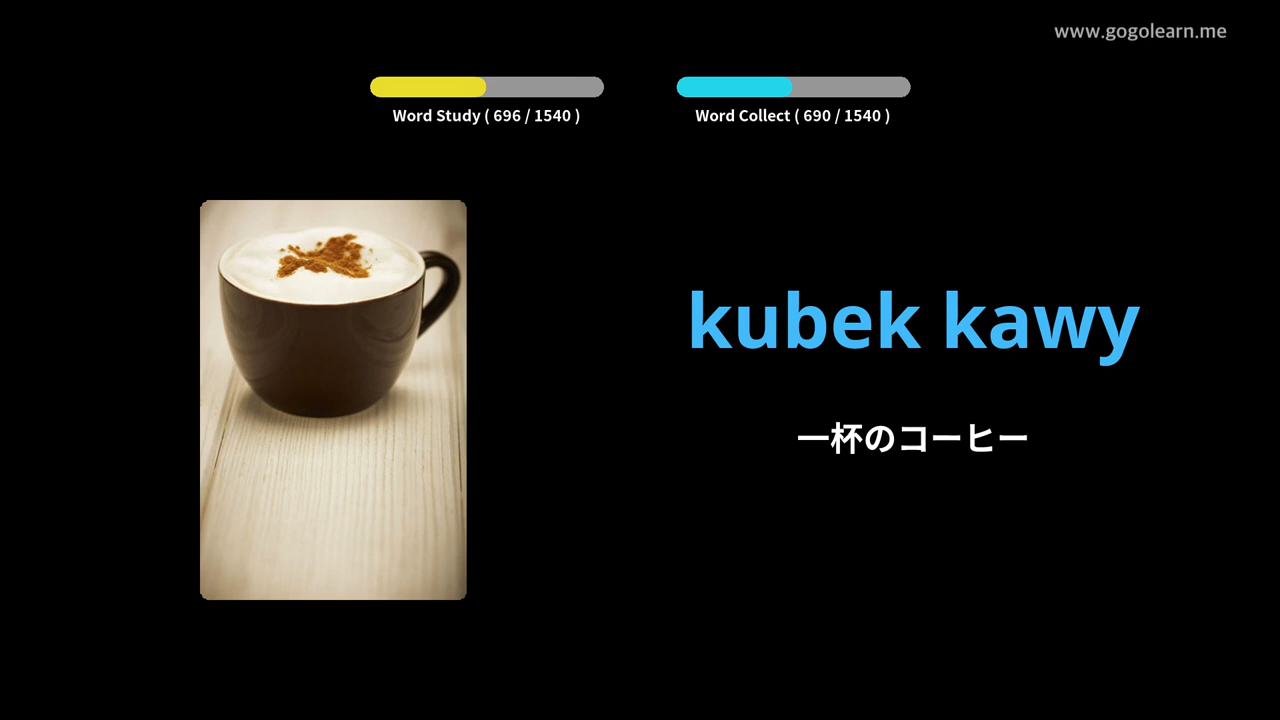 www.gogolearn.me
Word Study ( 696 / 1540 )
Word Collect ( 690 / 1540 )
kubek kawy
一杯のコーヒー